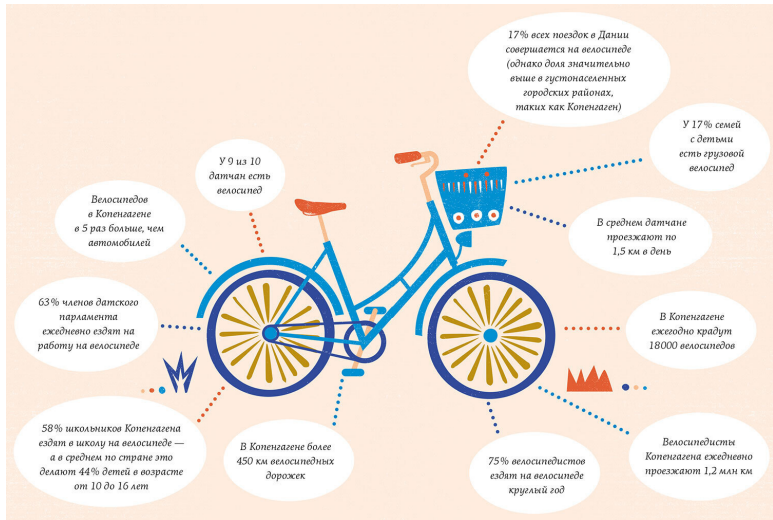 17% всех поездок в Дании
совершается на велосипеде
(однако доля значительно
выше в густонаселенных
городских районах,
таких как Копенгаген)
У 17% семей
с детьми
есть грузовой
велосипед
У 9 из 10
датчан есть
велосипед
Велосипедов
в Копенгагене
в 5 раз больше, чем
автомобилей
В среднем датчане
проезжают по
1,5 км в день
63% членов датского
парламента
ежедневно ездят на
работу на велосипеде
В Копенгагене
ежегодно крадут
18000 велосипедов
58% школьников Копенгагена
ездят в школу на велосипеде —
а в среднем по стране это
делают 44% детей в возрасте
от 10 до 16 лет
В Копенгагене более
450 км велосипедных
дорожек
75% велосипедистов
ездят на велосипеде
круглый год
Велосипедисты
Копенгагена ежедневно
проезжают 1,2 млн км